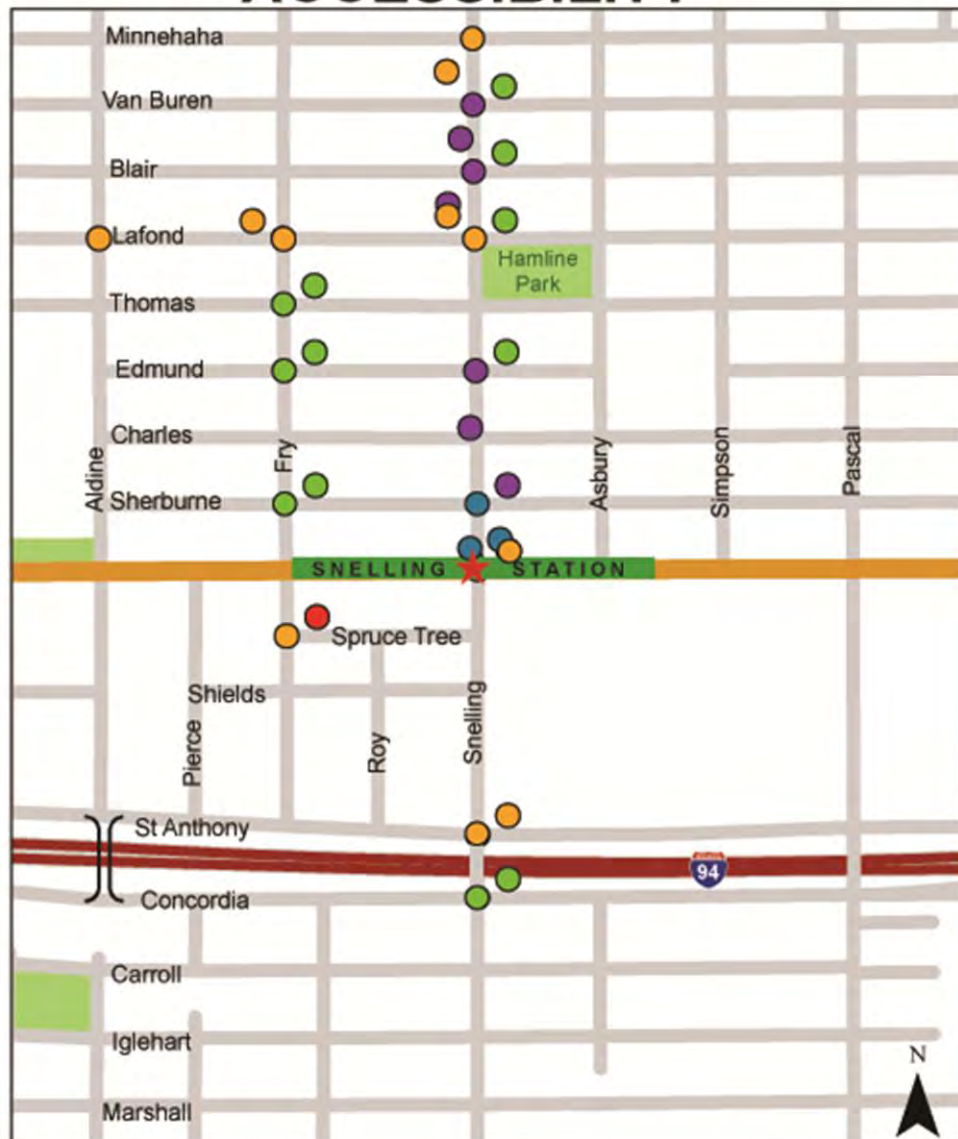 ACCESSIBILITY
Minnehaha
Van Buren
Blair
Lafond
Hamline
Park
Thomas
Edmund
Charles
Aldine
Fry
Asbury
Simpson
Pascal
Sherburne
SNELLING STATION
Spruce Tree
Shields
Pierce
Roy
Snelling
St Anthony
94
Concordia
Carroll
Iglehart
N
Marshall